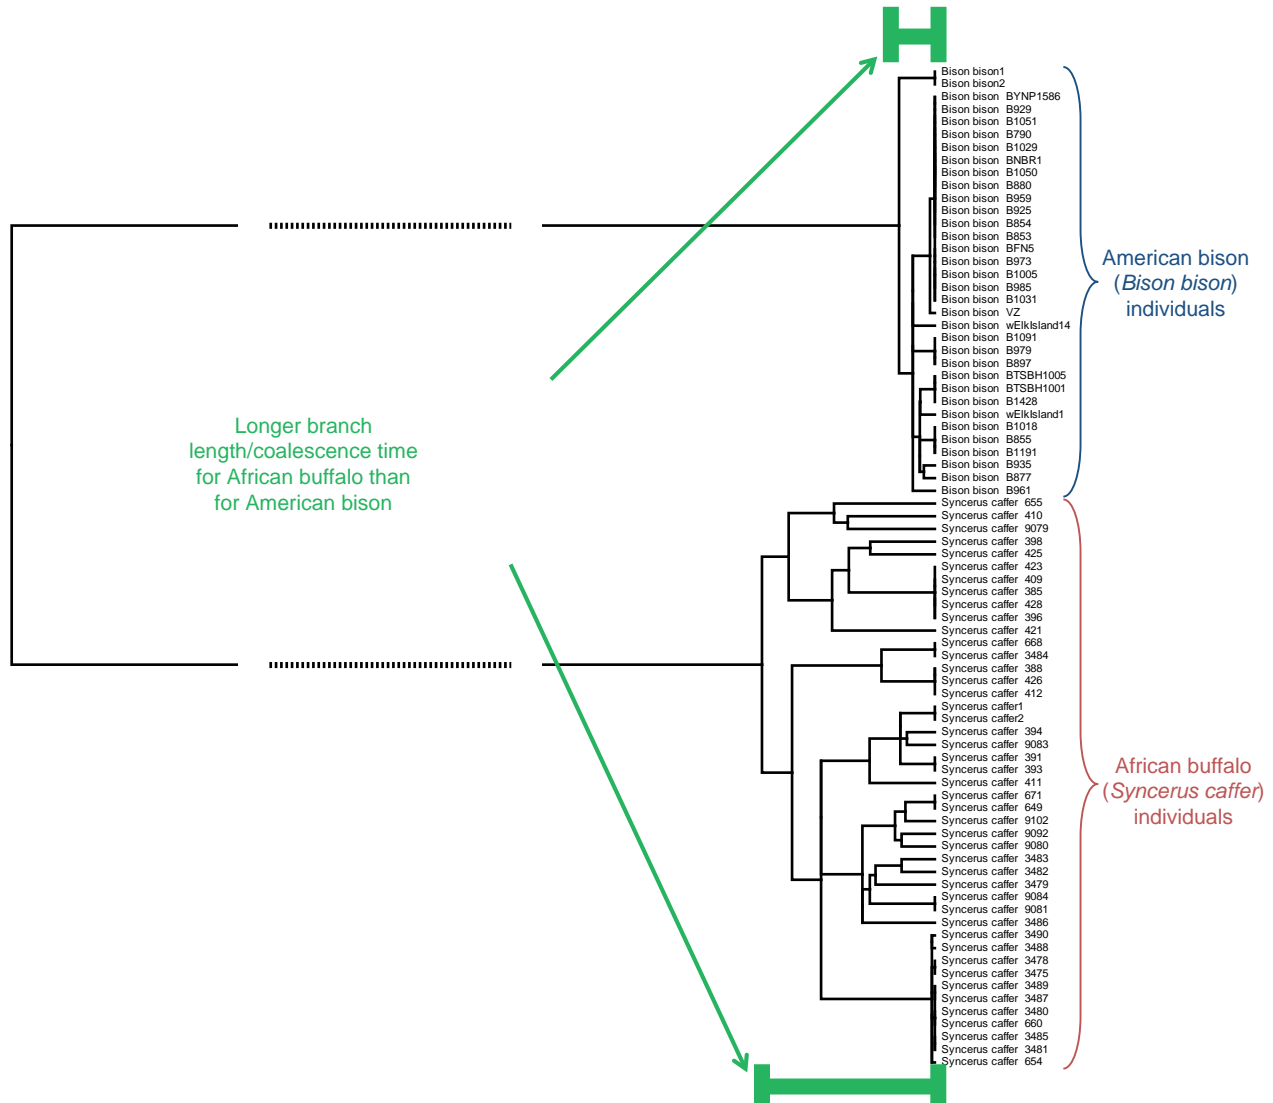 Bison bison1
Bison bison2
Bison bison BYNP1586
Bison bison B929
Bison bison B1051
Bison bison B790
Bison bison B1029
Bison bison BNBR1
Bison bison B1050
Bison bison B880
Bison bison B959
Bison bison B925
Bison bison B854
Bison bison B853
Bison bison BFN5
Bison bison B973
Bison bison B1005
Bison bison B985
Bison bison B1031
Bison bison VZ
Bison bison wElkIsland14
Bison bison B1091
Bison bison B979
Bison bison B897
Bison bison BTSBH1005
Bison bison BTSBH1001
Bison bison B1428
Bison bison wElkIsland1
Bison bison B1018
Bison bison B855
Bison bison B1191
Bison bison B935
Bison bison B877
Bison bison B961
American bison
(Bison bison)
individuals
Longer branch
length/coalescence time
for African buffalo than
for American bison
Syncerus caffer 655
Syncerus caffer 410
Syncerus caffer 9079
Syncerus caffer 398
Syncerus caffer 425
Syncerus caffer 423
Syncerus caffer 409
Syncerus caffer 385
Syncerus caffer 428
Syncerus caffer 396
Syncerus caffer 421
Syncerus caffer 668
Syncerus caffer 3484
Syncerus caffer 388
Syncerus caffer 426
Syncerus caffer 412
Syncerus caffer1
Syncerus caffer2
Syncerus caffer 394
Syncerus caffer 9083
Syncerus caffer 391
Syncerus caffer 393
Syncerus caffer 411
Syncerus caffer 671
Syncerus caffer 649
Syncerus caffer 9102
Syncerus caffer 9092
Syncerus caffer 9080
Syncerus caffer 3483
Syncerus caffer 3482
Syncerus caffer 3479
Syncerus caffer 9084
Syncerus caffer 9081
Syncerus caffer 3486
Syncerus caffer 3490
Syncerus caffer 3488
Syncerus caffer 3478
Syncerus caffer 3475
Syncerus caffer 3489
Syncerus caffer 3487
Syncerus caffer 3480
Syncerus caffer 660
Syncerus caffer 3485
Syncerus caffer 3481
Syncerus caffer 654
African buffalo
(Syncerus caffer)
individuals